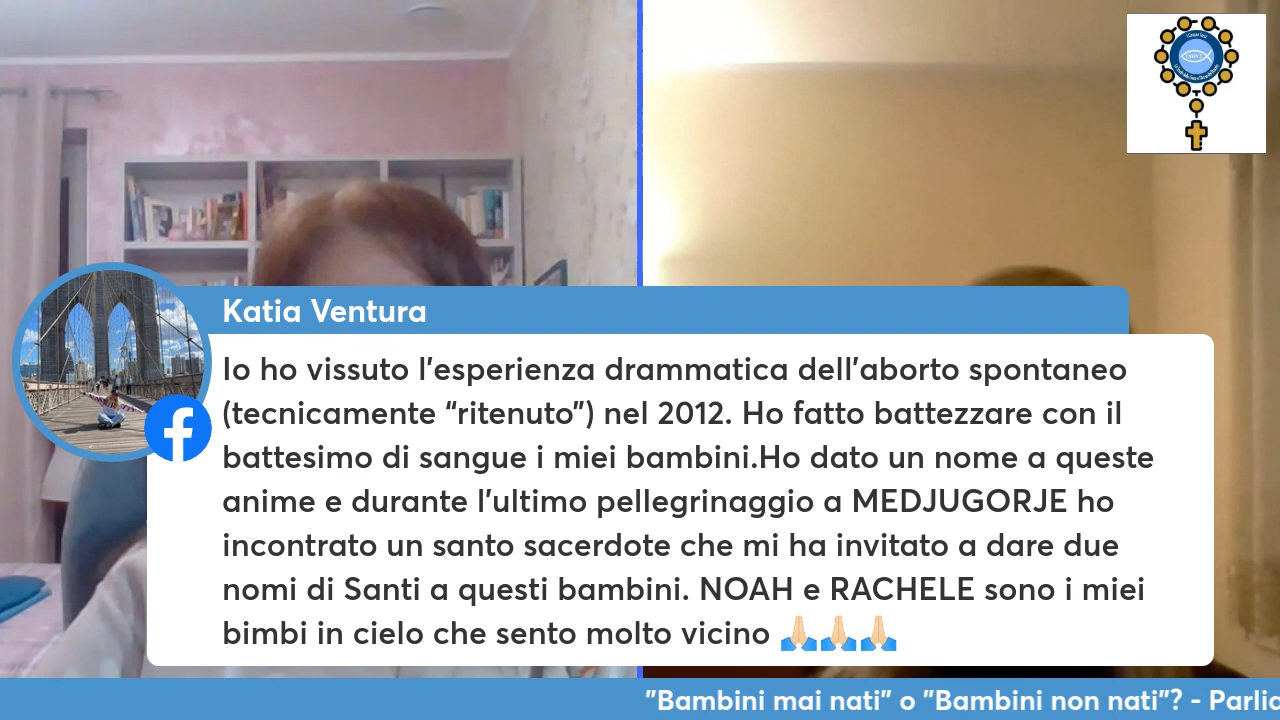 Katia Ventura
Io ho vissuto l'esperienza drammatica dell'aborto spontaneo
(tecnicamente “ritenuto”) nel 2012. Ho fatto battezzare con il
battesimo di sangue i miei bambini.Ho dato un nome a queste
anime e durante l'ultimo pellegrinaggio a MEDJUGORJE ho
incontrato un santo sacerdote che mi ha invitato a dare due
nomi di Santi a questi bambini. NOAH e RACHELE sono i miei
bimbi in cielo che sento molto vicino 🙏🏻🙏🏻🙏🏻
"Bambini mai nati" o "Bambini non nati"? - Parlic